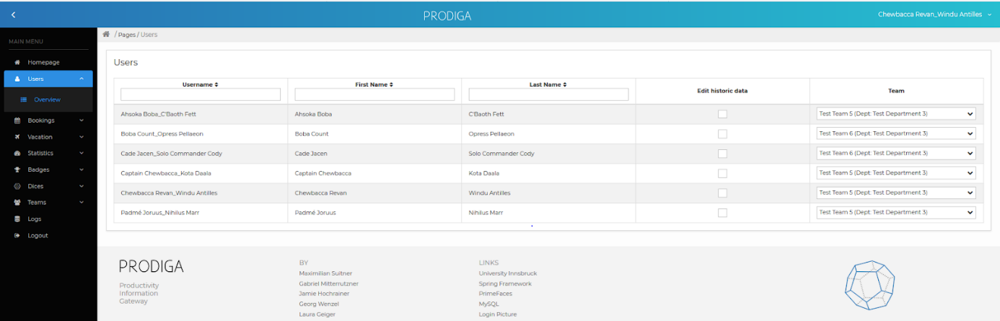 PRODIGA
Chewbacca Revan_Windu Antilles
MAIN MENU
Homepage
Users
Overview
Bookings
Vacation
Statistics
Badges
Dices
Teams
Logs
Logout
/ Pages / Users
Users
Username First Name Last Name Edit historic data Team
Ahsoka Boba_C'Baoth Fett Ahsoka Boba C'Baoth Fett Test Team 5 (Dept: Test Department 3)
Boba Count_Opress Pellaeon Boba Count Opress Pellaeon Test Team 6 (Dept: Test Department 3)
Cade Jacen_Solo Commander Cody Cade Jacen Solo Commander Cody Test Team 6 (Dept: Test Department 3)
Captain Chewbacca_Kota Daala Captain Chewbacca Kota Daala Test Team 5 (Dept: Test Department 3)
Chewbacca Revan_Windu Antilles Chewbacca Revan Windu Antilles Test Team 5 (Dept: Test Department 3)
Padmé Joruus_Nihilus Marr Padmé Joruus Nihilus Marr Test Team 5 (Dept: Test Department 3)
PRODIGA
Productivity
Information
Gateway
BY
Maximilian Suitner
Gabriel Mitterrutzner
Jamie Hochrainer
Georg Wenzel
Laura Geiger
LINKS
University Innsbruck
Spring Framework
PrimeFaces
MySQL
Login Picture